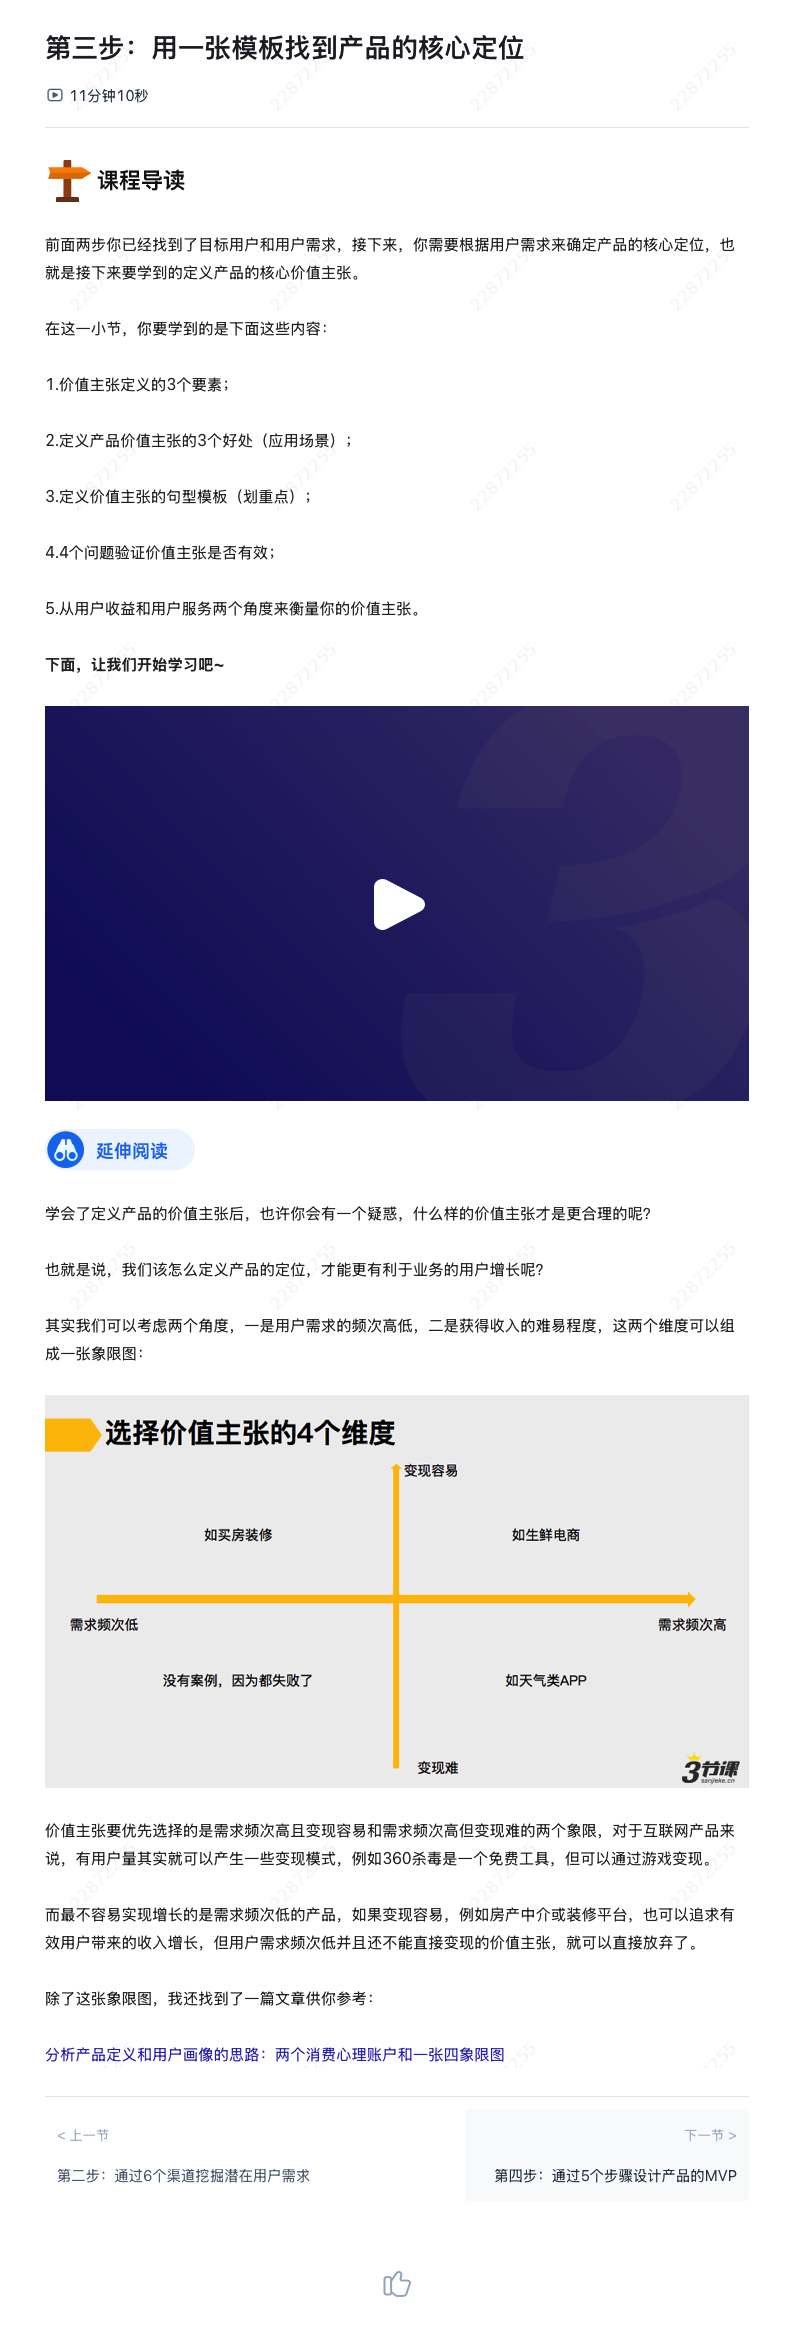 第三步：用一张模板找到产品的核心定位
11分钟10秒
课程导读
前面两步你已经找到了目标用户和用户需求，接下来，你需要根据用户需求来确定产品的核心定位，也
就是接下来要学到的定义产品的核心价值主张。
在这一小节，你要学到的是下面这些内容：
1.价值主张定义的3个要素；
2.定义产品价值主张的3个好处（应用场景）；
3.定义价值主张的句型模板（划重点）；
4.4个问题验证价值主张是否有效；
5.从用户收益和用户服务两个角度来衡量你的价值主张。
下面，让我们开始学习吧~
3
延伸阅读
学会了定义产品的价值主张后，也许你会有一个疑惑，什么样的价值主张才是更合理的呢?
也就是说，我们该怎么定义产品的定位，才能更有利于业务的用户增长呢?
其实我们可以考虑两个角度，一是用户需求的频次高低，二是获得收入的难易程度，这两个维度可以组
成一张象限图：
选择价值主张的4个维度
变现容易
如买房装修
如生鲜电商
需求频次低
需求频次高
没有案例，因为都失败了
如天气类APP
变现难
3节课
sanjieke.cn
价值主张要优先选择的是需求频次高且变现容易和需求频次高但变现难的两个象限，对于互联网产品来
说，有用户量其实就可以产生一些变现模式，例如360杀毒是一个免费工具，但可以通过游戏变现。
而最不容易实现增长的是需求频次低的产品，如果变现容易，例如房产中介或装修平台，也可以追求有
效用户带来的收入增长，但用户需求频次低并且还不能直接变现的价值主张，就可以直接放弃了。
除了这张象限图，我还找到了一篇文章供你参考：
分析产品定义和用户画像的思路：两个消费心理账户和一张四象限图
< 上一节
下一节 >
第二步：通过6个渠道挖掘潜在用户需求
第四步：通过5个步骤设计产品的MVP
22872255